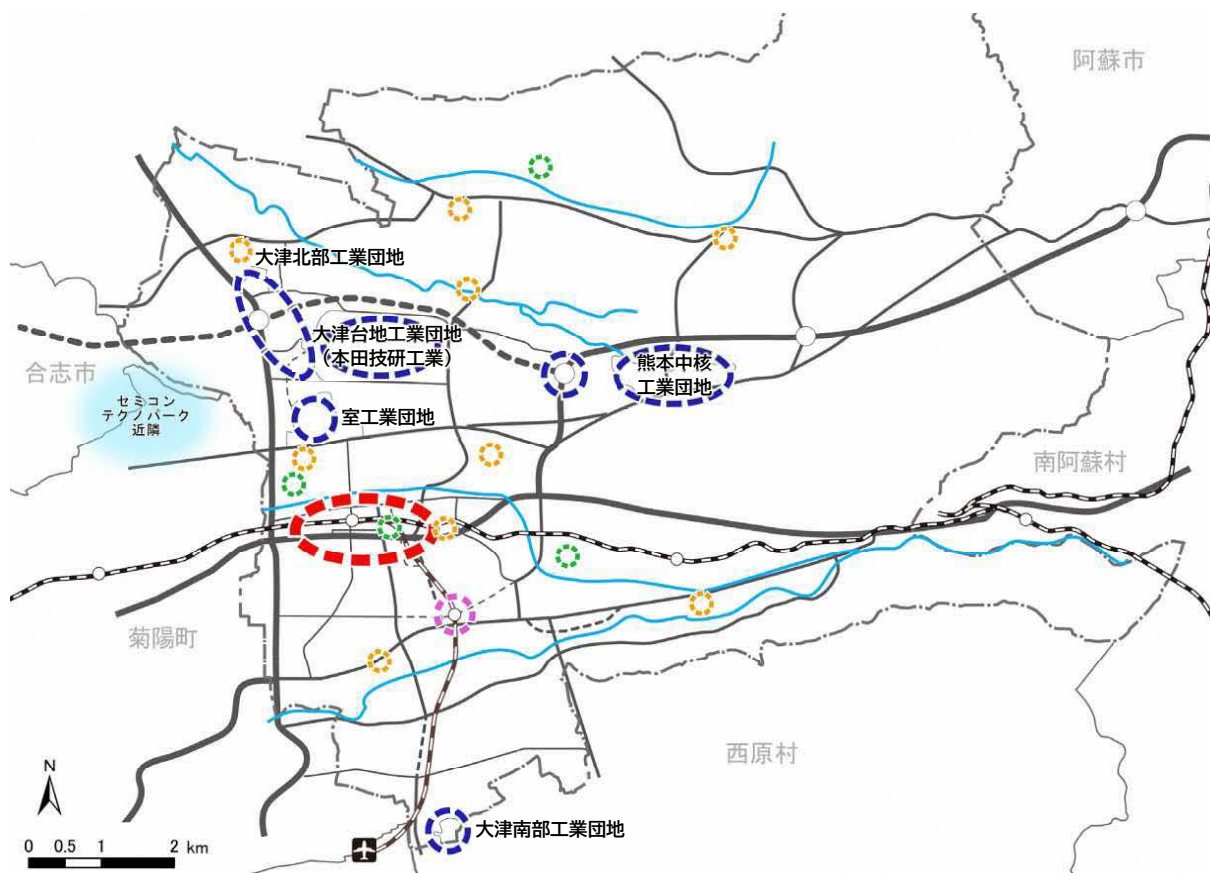 阿蘇市
大津北部工業団地
大津台地工業団地
（本田技研工業）
熊本中核
工業団地
合志市
セミコン
テクノパーク
近隣
室工業団地
南阿蘇村
菊陽町
西原村
大津南部工業団地
N
0 0.5 1 2 km